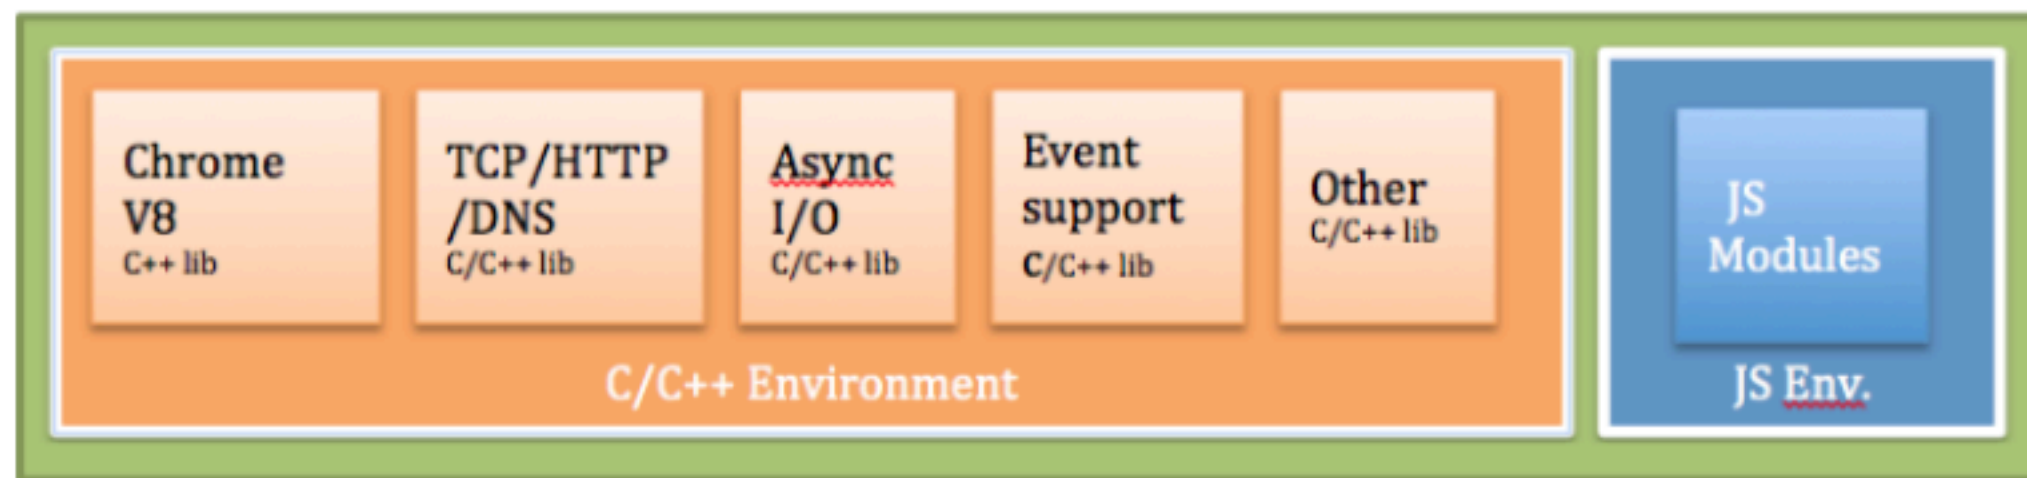 Chrome
V8
C++ lib
TCP/HTTP
/DNS
C/C++ lib
Async
I/O
C/C++ lib
Event
support
C/C++ lib
Other
C/C++ lib
C/C++ Environment
JS
Modules
JS Env.